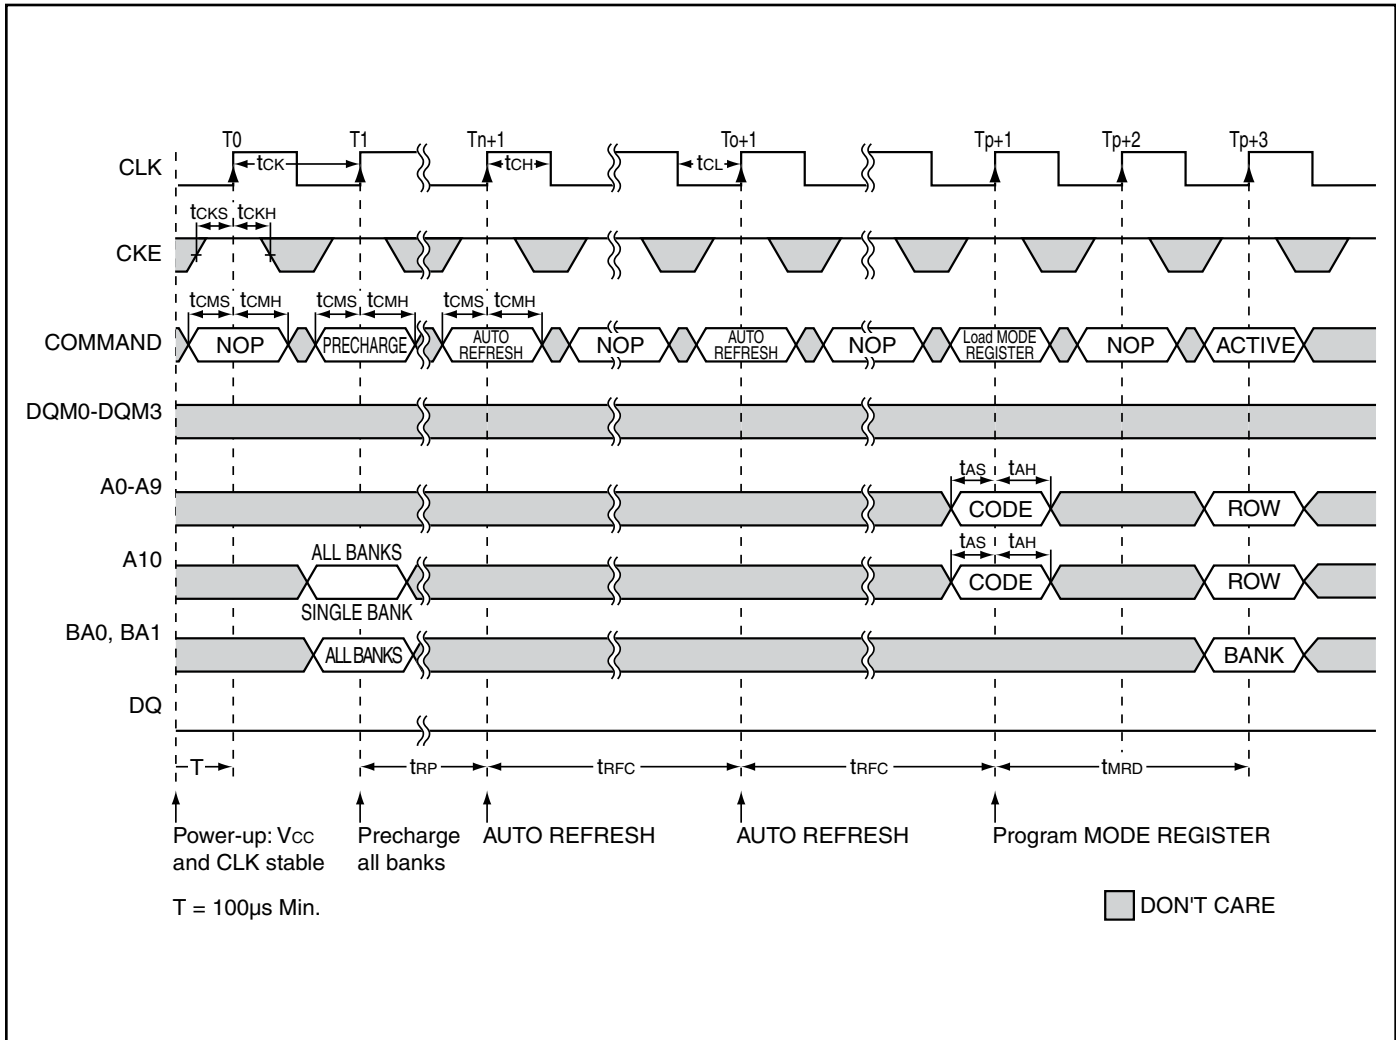 T0 T1 Tn+1 To+1 Tp+1 Tp+2 Tp+3
CLK tCK tCH tCL
tCKS tCKH
CKE
tCMS tCMH tCMS tCMH tCMS tCMH
COMMAND NOP PRECHARGE AUTO REFRESH NOP AUTO REFRESH NOP Load MODE REGISTER NOP ACTIVE
DQM0-DQM3
tAS tAH
A0-A9 CODE ROW
ALL BANKS tAS tAH
A10 CODE ROW
SINGLE BANK
BA0, BA1 ALL BANKS BANK
DQ
T tRP tRFC tRFC tMRD
Power-up: VCC Precharge AUTO REFRESH AUTO REFRESH Program MODE REGISTER
and CLK stable all banks
T = 100µs Min. DON'T CARE